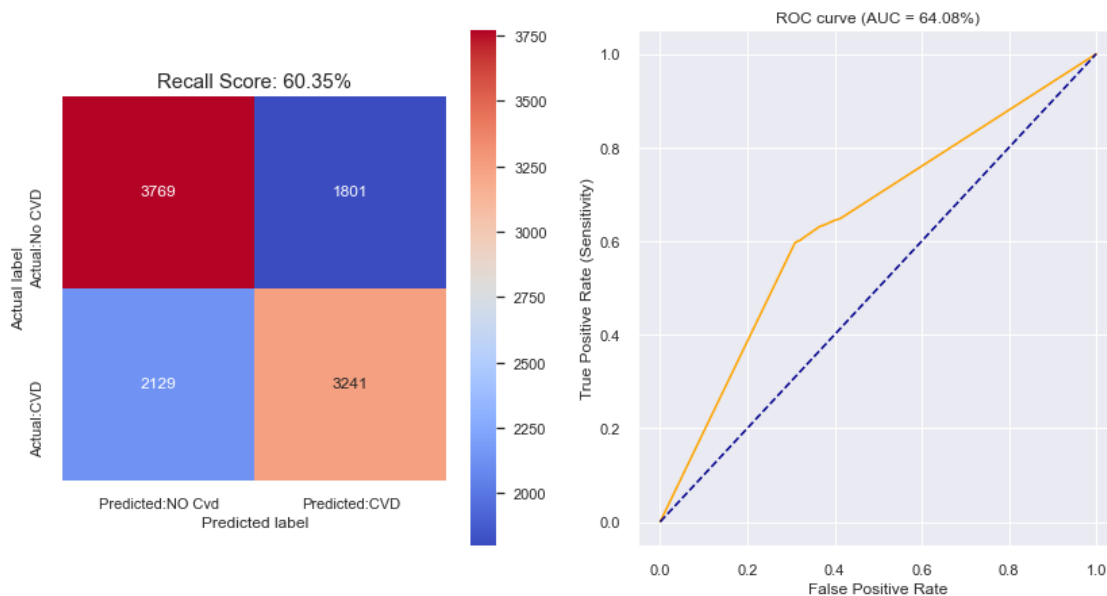 Recall Score: 60.35%
Actual label
Actual:No CVD
Actual:CVD
3769
1801
2129
3241
Predicted:NO Cvd
Predicted:CVD
Predicted label
3750
3500
3250
3000
2750
2500
2250
2000
ROC curve (AUC = 64.08%)
True Positive Rate (Sensitivity)
1.0
0.8
0.6
0.4
0.2
0.0
0.0
0.2
0.4
0.6
0.8
1.0
False Positive Rate